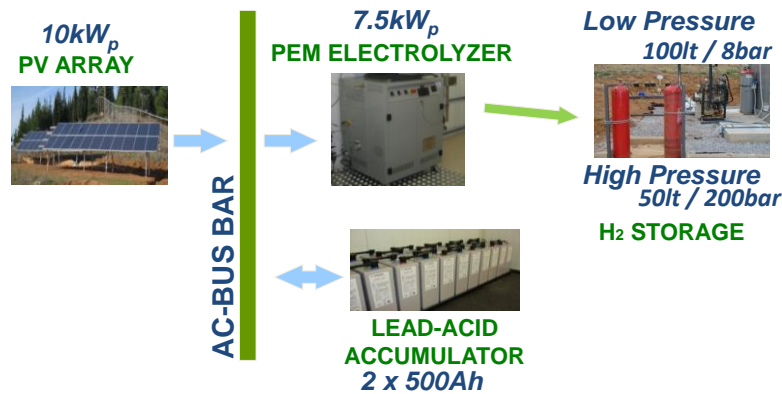 10kWp
PV ARRAY
AC-BUS BAR
7.5kWp
PEM ELECTROLYZER
LEAD-ACID
ACCUMULATOR
2 x 500Ah
Low Pressure
100lt / 8bar
High Pressure
50lt / 200bar
H2 STORAGE